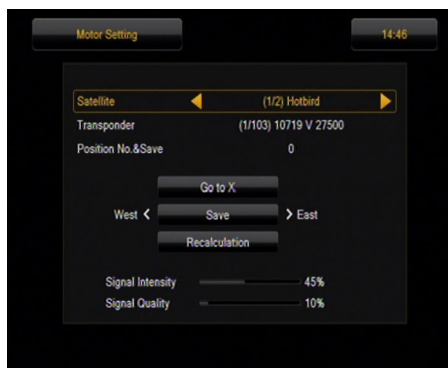 Motor Setting 14:46
Satellite (1/2) Hotbird
Transponder (1/103) 10719 V 27500
Position No.&Save 0
Go to X
West < Save > East
Recalculation
Signal Intensity 45%
Signal Quality 10%